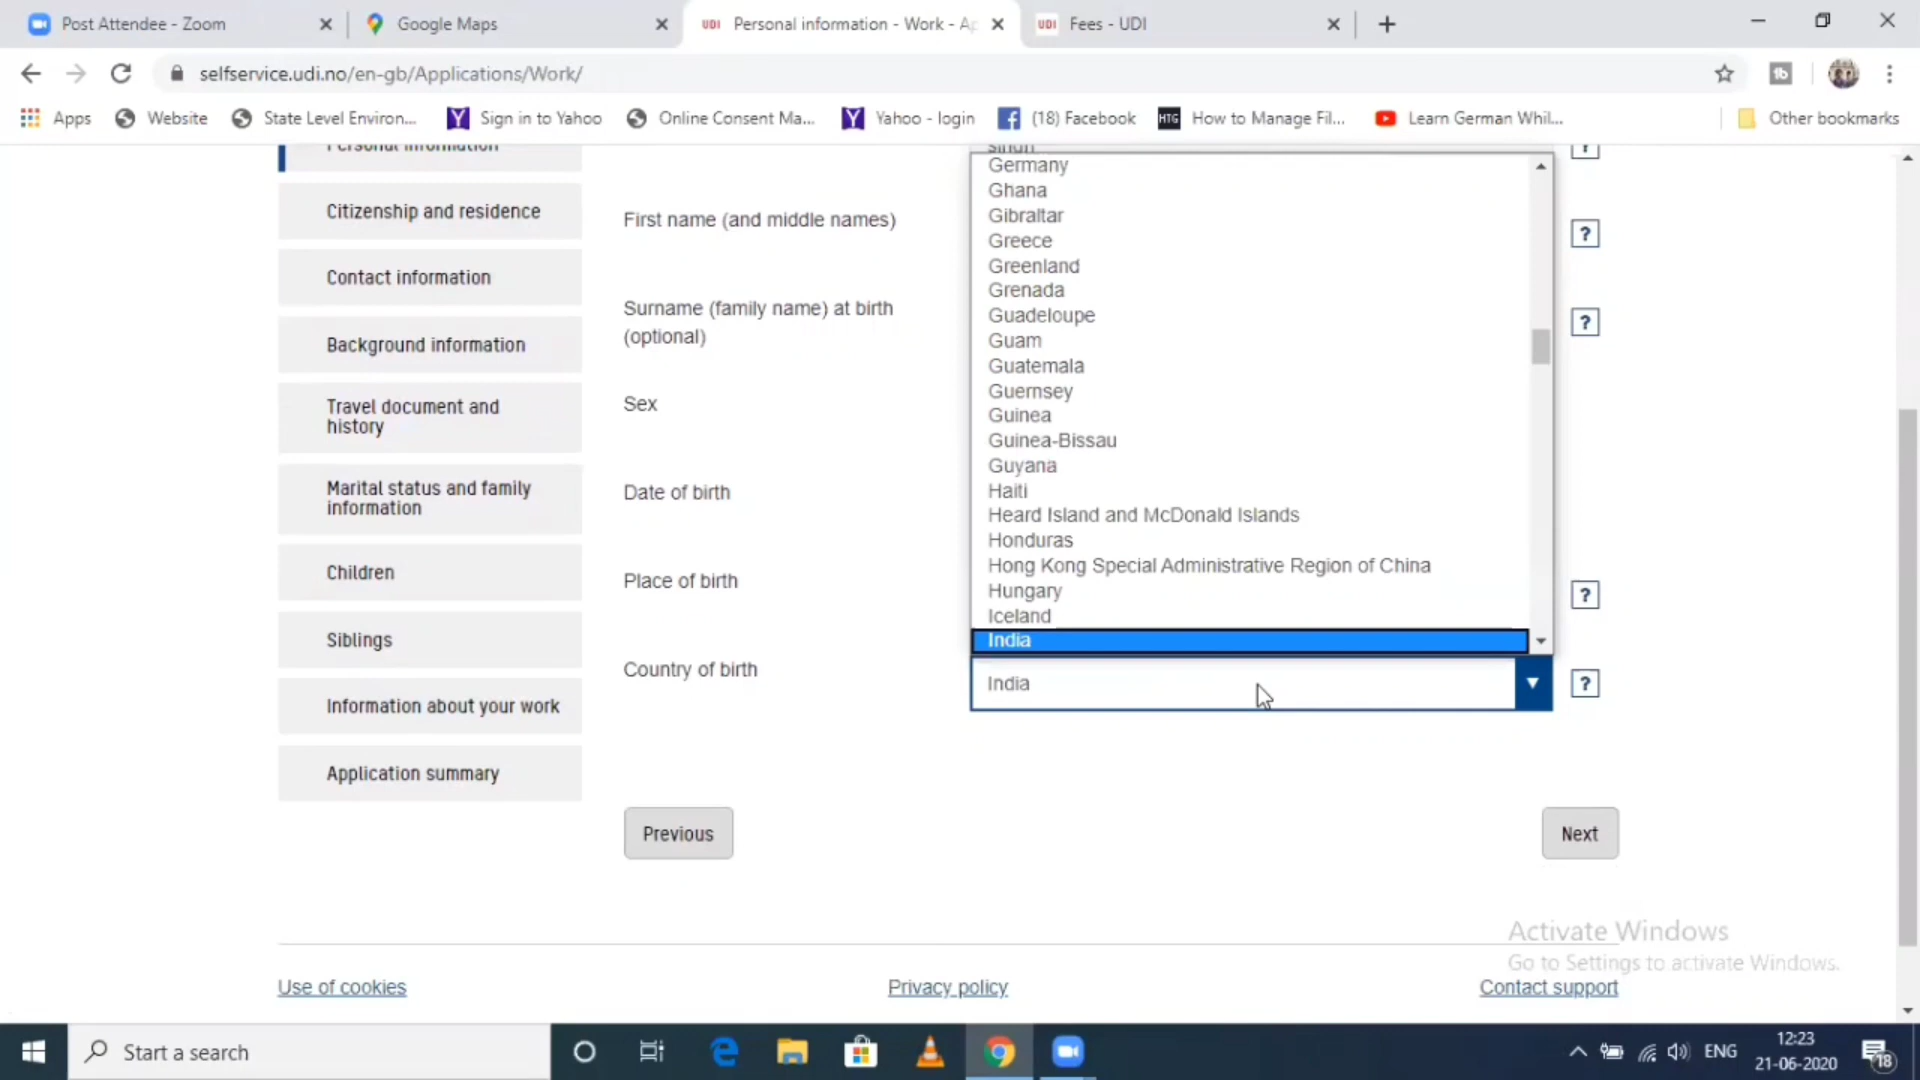 Post Attendee - Zoom
Google Maps
UDI Personal information - Work - Ap
UDI Fees - UDI
selfservice.udi.no/en-gb/Applications/Work/
Apps
Website
State Level Environ...
Sign in to Yahoo
Online Consent Ma...
Yahoo - login
(18) Facebook
HTG How to Manage Fil...
Learn German Whil...
Other bookmarks
Personal information
Citizenship and residence
Contact information
Background information
Travel document and
history
Marital status and family
information
Children
Siblings
Information about your work
Application summary
First name (and middle names)
Surname (family name) at birth
(optional)
Sex
Date of birth
Place of birth
Country of birth
singh
Germany
Ghana
Gibraltar
Greece
Greenland
Grenada
Guadeloupe
Guam
Guatemala
Guernsey
Guinea
Guinea-Bissau
Guyana
Haiti
Heard Island and McDonald Islands
Honduras
Hong Kong Special Administrative Region of China
Hungary
Iceland
India
India
?
?
?
?
?
Previous
Next
Activate Windows
Go to Settings to activate Windows.
Use of cookies
Privacy policy
Contact support
Start a search
ENG
12:23
21-06-2020
18